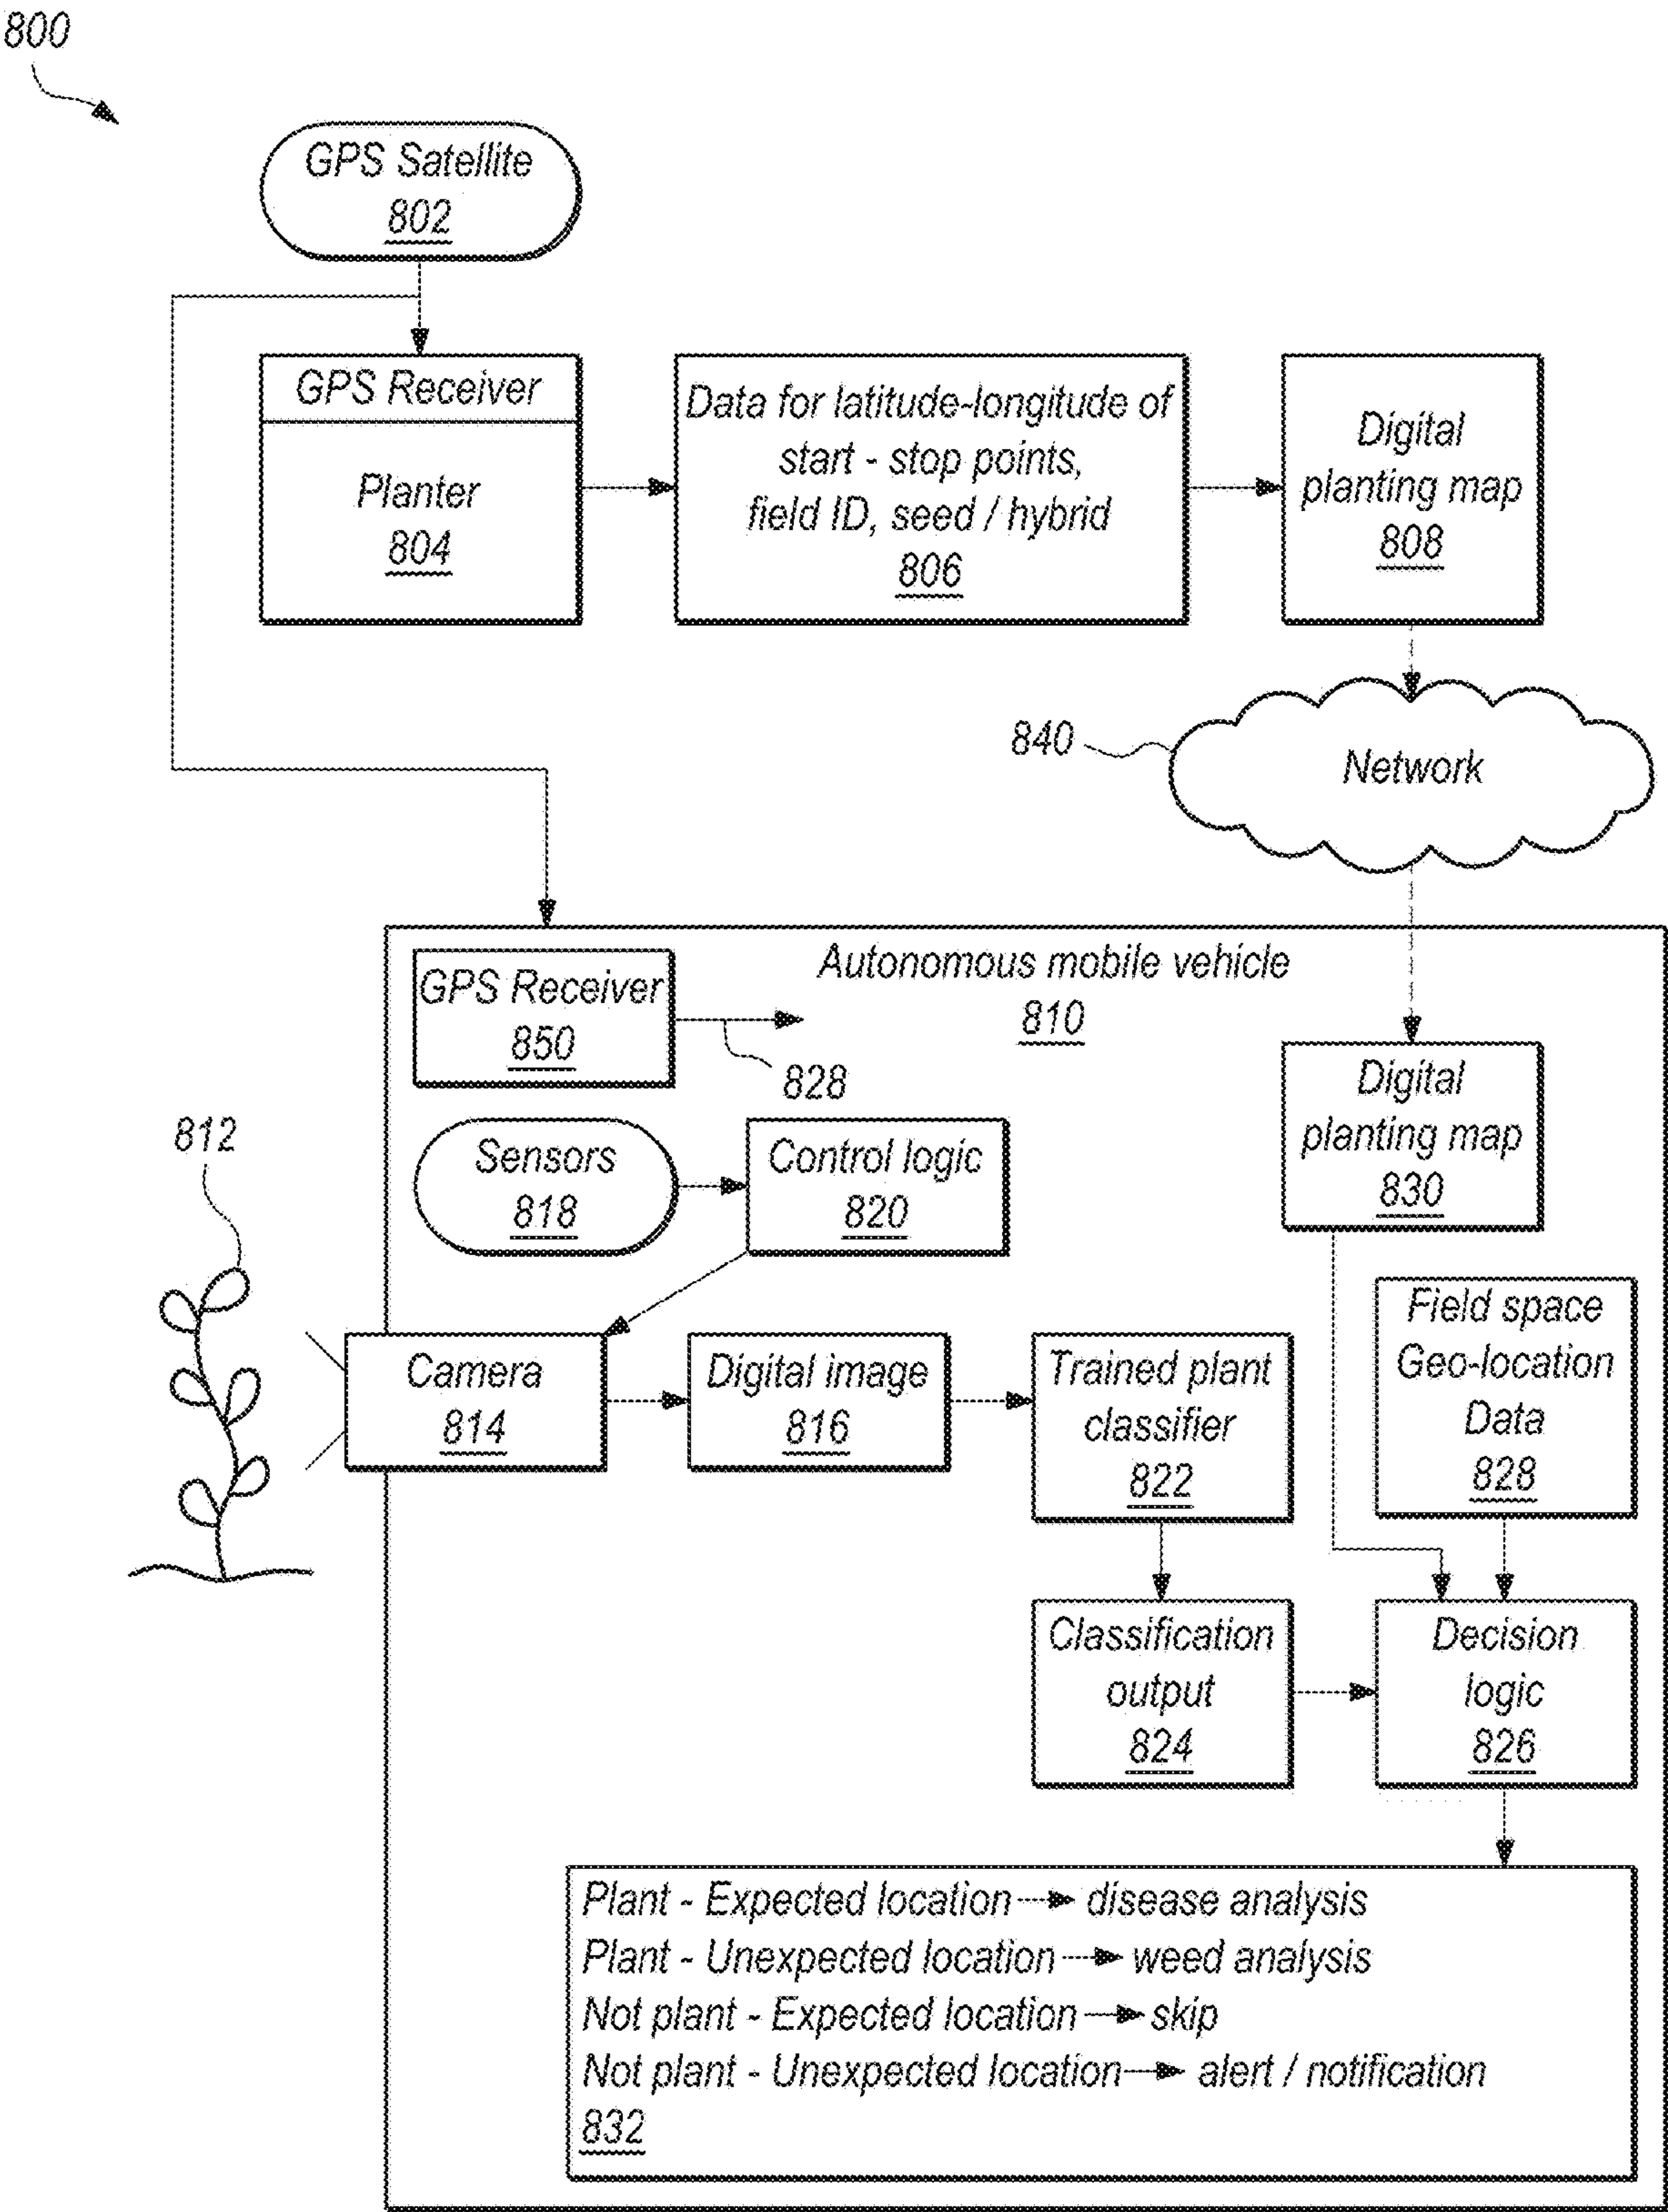 800
GPS Satellite
802
GPS Receiver
Planter
804
Data for latitude-longitude of
start - stop points,
field ID, seed / hybrid
806
Digital
planting map
808
840
Network
Autonomous mobile vehicle
810
GPS Receiver
850
828
Sensors
818
Control logic
820
Digital
planting map
830
812
Camera
814
Digital image
816
Trained plant
classifier
822
Field space
Geo-location
Data
828
Classification
output
824
Decision
logic
826
Plant - Expected location → disease analysis
Plant - Unexpected location → weed analysis
Not plant - Expected location → skip
Not plant - Unexpected location → alert / notification
832